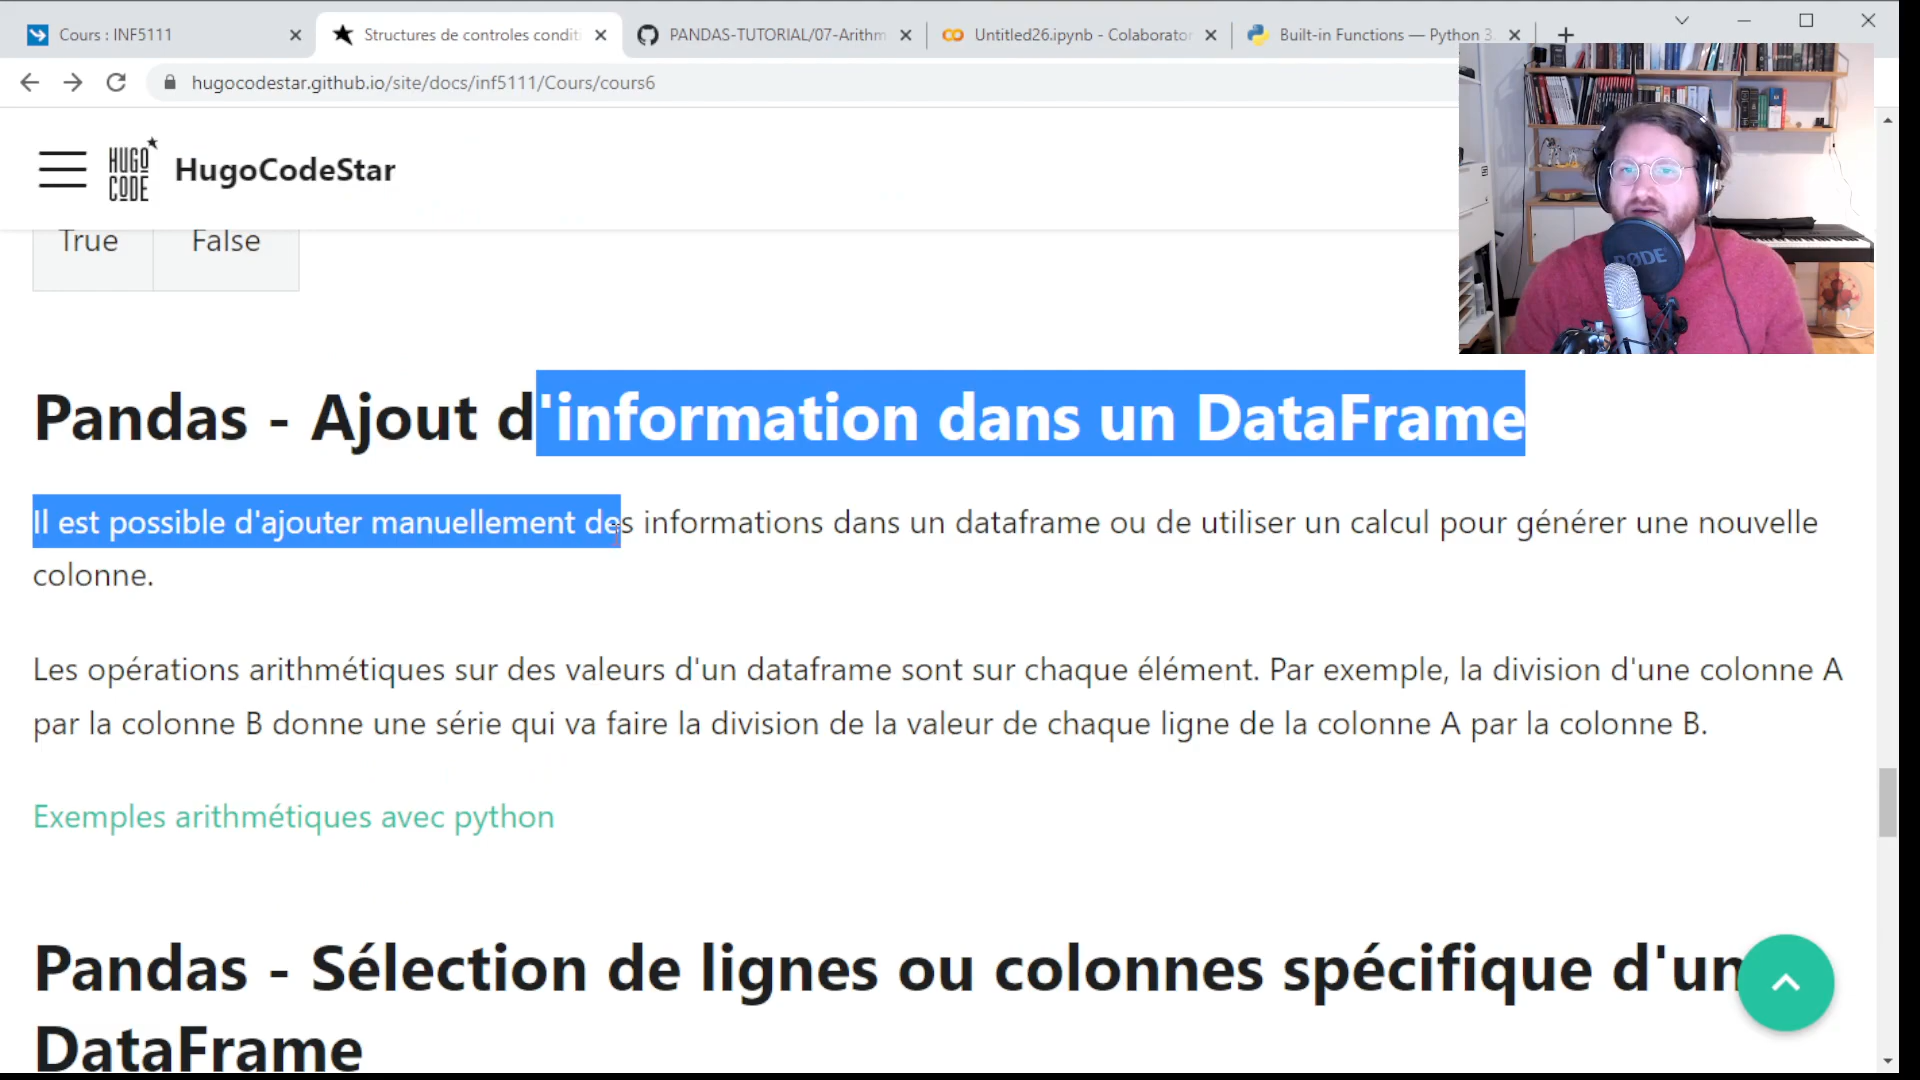 Cours : INF5111
Structures de controles conditi
PANDAS-TUTORIAL/07-Arithm
Untitled26.ipynb - Colaborator
Built-in Functions — Python 3.
hugocodestar.github.io/site/docs/inf5111/Cours/cours6
HUGO
CODE
HugoCodeStar
RØDE
True False
Pandas - Ajout d'information dans un DataFrame
Il est possible d'ajouter manuellement des informations dans un dataframe ou de utiliser un calcul pour générer une nouvelle
colonne.
Les opérations arithmétiques sur des valeurs d'un dataframe sont sur chaque élément. Par exemple, la division d'une colonne A
par la colonne B donne une série qui va faire la division de la valeur de chaque ligne de la colonne A par la colonne B.
Exemples arithmétiques avec python
Pandas - Sélection de lignes ou colonnes spécifique d'un
DataFrame